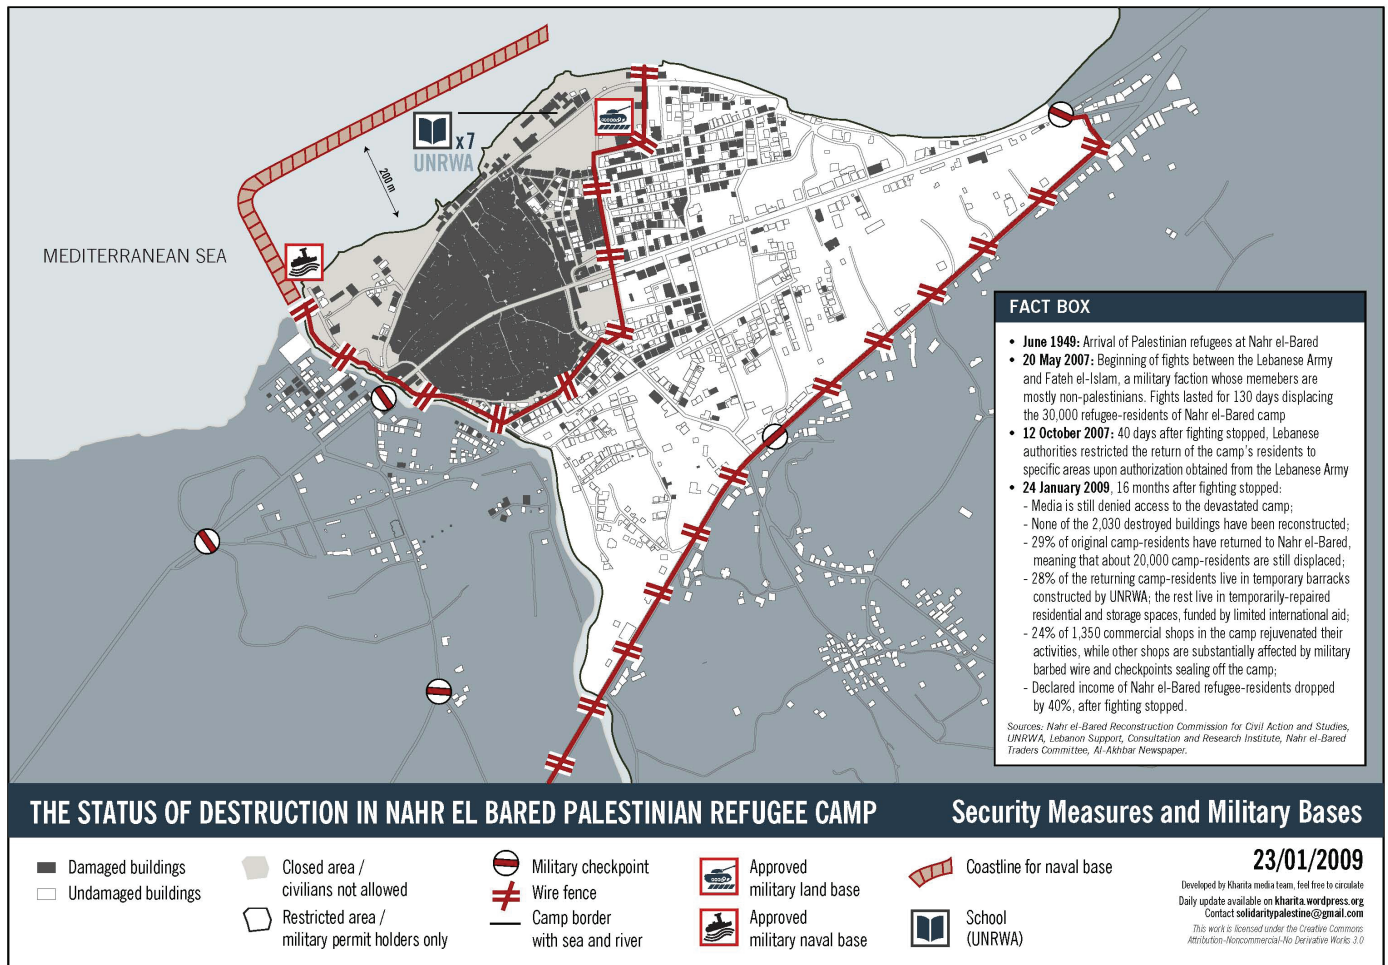 x7
UNRWA
200 m
MEDITERRANEAN SEA
FACT BOX
• June 1949: Arrival of Palestinian refugees at Nahr el-Bared
• 20 May 2007: Beginning of fights between the Lebanese Army
and Fateh el-Islam, a military faction whose memebers are
mostly non-palestinians. Fights lasted for 130 days displacing
the 30,000 refugee-residents of Nahr el-Bared camp
• 12 October 2007: 40 days after fighting stopped, Lebanese
authorities restricted the return of the camp's residents to
specific areas upon authorization obtained from the Lebanese Army
• 24 January 2009, 16 months after fighting stopped:
- Media is still denied access to the devastated camp;
- None of the 2,030 destroyed buildings have been reconstructed;
- 29% of original camp-residents have returned to Nahr el-Bared,
meaning that about 20,000 camp-residents are still displaced;
- 28% of the returning camp-residents live in temporary barracks
constructed by UNRWA; the rest live in temporarily-repaired
residential and storage spaces, funded by limited international aid;
- 24% of 1,350 commercial shops in the camp rejuvenated their
activities, while other shops are substantially affected by military
barbed wire and checkpoints sealing off the camp;
- Declared income of Nahr el-Bared refugee-residents dropped
by 40%, after fighting stopped.
Sources: Nahr el-Bared Reconstruction Commission for Civil Action and Studies,
UNRWA, Lebanon Support, Consultation and Research Institute, Nahr el-Bared
Traders Committee, Al-Akhbar Newspaper.
THE STATUS OF DESTRUCTION IN NAHR EL BARED PALESTINIAN REFUGEE CAMP
Security Measures and Military Bases
Damaged buildings
Undamaged buildings
Closed area /
civilians not allowed
Restricted area /
military permit holders only
Military checkpoint
Wire fence
Camp border
with sea and river
Approved
military land base
Approved
military naval base
Coastline for naval base
School
(UNRWA)
23/01/2009
Developed by Kharita media team, feel free to circulate
Daily update available on kharita.wordpress.org
Contact solidaritypalestine@gmail.com
This work is licensed under the Creative Commons
Attribution-Noncommercial-No Derivative Works 3.0